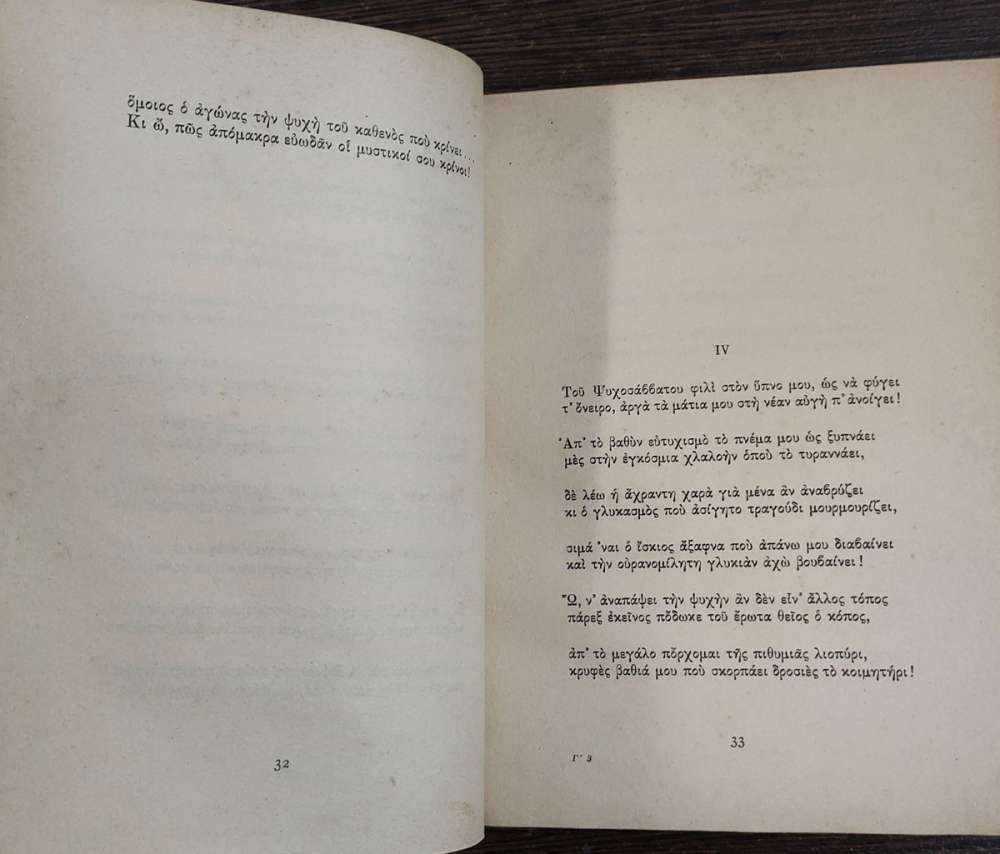 ὅμοιος ὁ ἀγώνας τὴν ψυχὴ τοῦ καθενὸς ποὺ κρίνει...
Κι ὤ, πῶς ἀπόμακρα εὐωδᾶν οἱ μυστικοί σου κρίνοι!
32
IV
Τοῦ Ψυχοσάββατου φιλὶ στὸν ὕπνο μου, ὡς νὰ φύγει
τ' ὄνειρο, ἀργὰ τὰ μάτια μου στὴ νέαν αὐγὴ π' ἀνοίγει!
Ἀπ' τὸ βαθὺν εὐτυχισμὸ τὸ πνέμα μου ὡς ξυπνάει
μὲς στὴν ἐγκόσμια χλαλοὴν ὁποὺ τὸ τυραννάει,
δὲ λέω ἡ ἄχραντη χαρὰ γιὰ μένα ἂν ἀναβρύζει
κι ὁ γλυκασμὸς ποὺ ἀσίγητο τραγούδι μουρμουρίζει,
σιμά 'ναι ὁ ἴσκιος ἄξαφνα ποὺ ἀπάνω μου διαβαίνει
καὶ τὴν οὐρανομίλητη γλυκιὰν ἀχὼ βουβαίνει!
Ὤ, ν' ἀναπάψει τὴν ψυχὴν ἂν δὲν εἶν' ἄλλος τόπος
πάρεξ ἐκεῖνος πὄδωκε τοῦ ἔρωτα θεῖος ὁ κόπος,
ἀπ' τὸ μεγάλο πὄρχομαι τῆς πιθυμιᾶς λιοπύρι,
κρυφὲς βαθιά μου ποὺ σκορπάει δροσιὲς τὸ κοιμητήρι!
33
Γ' 3